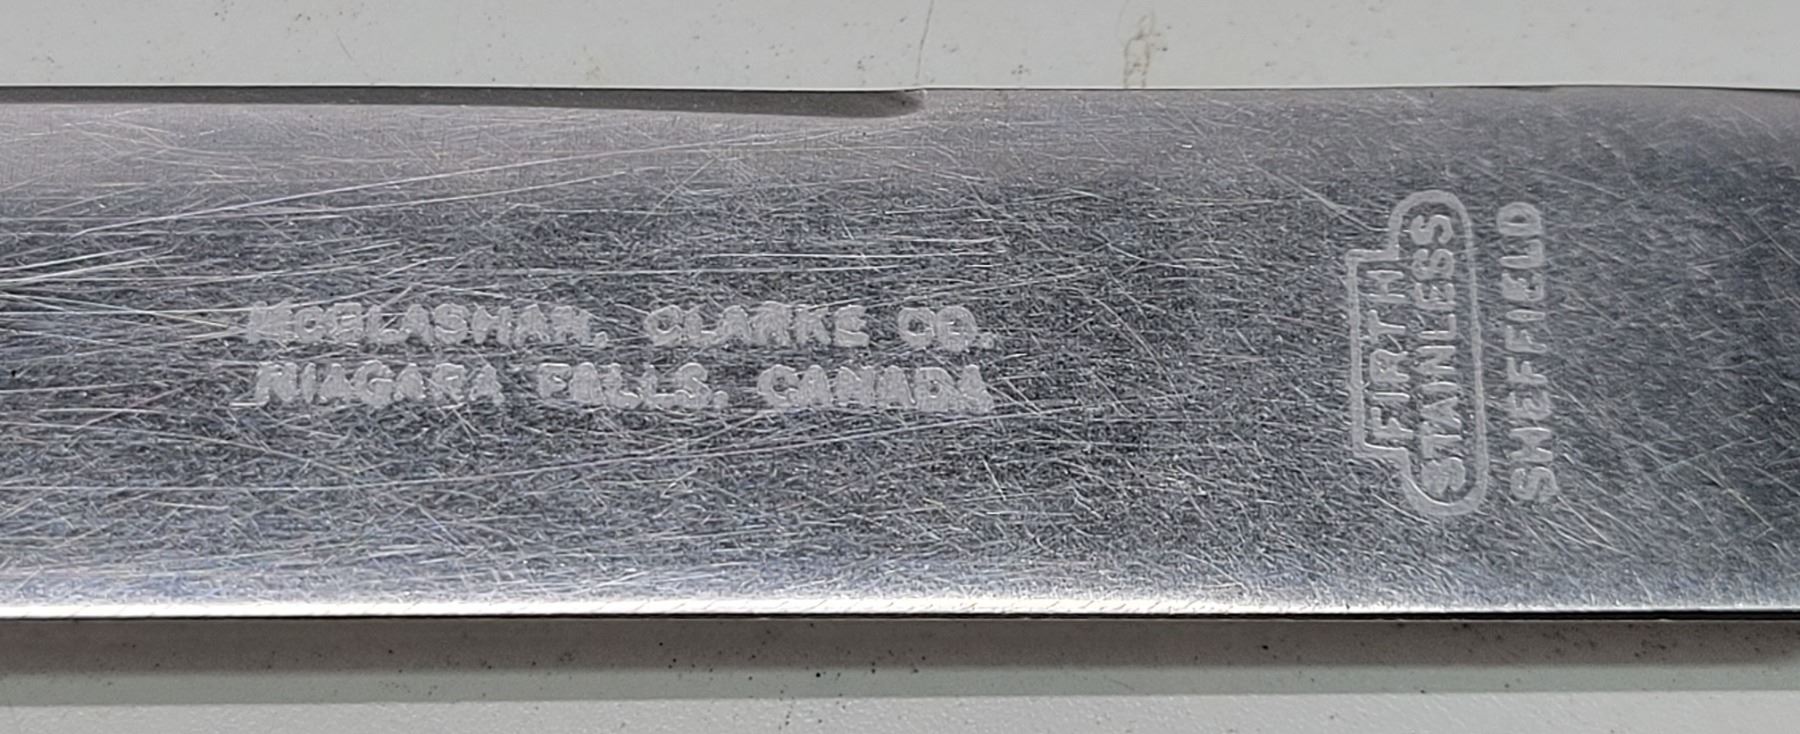 McGLASHAN, CLARKE CO.
NIAGARA FALLS, CANADA
FIRTH
STAINLESS
SHEFFIELD